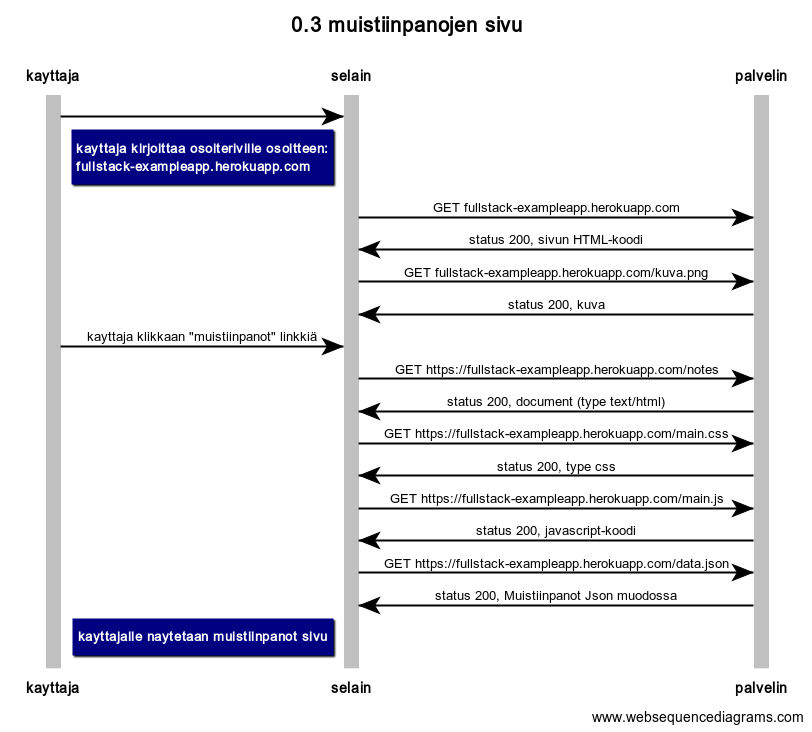 0.3 muistiinpanojen sivu
kayttaja selain palvelin
kayttaja kirjoittaa osoiteriville osoitteen:
fullstack-exampleapp.herokuapp.com
GET fullstack-exampleapp.herokuapp.com
status 200, sivun HTML-koodi
GET fullstack-exampleapp.herokuapp.com/kuva.png
status 200, kuva
kayttaja klikkaan "muistiinpanot" linkkiä
GET https://fullstack-exampleapp.herokuapp.com/notes
status 200, document (type text/html)
GET https://fullstack-exampleapp.herokuapp.com/main.css
status 200, type css
GET https://fullstack-exampleapp.herokuapp.com/main.js
status 200, javascript-koodi
GET https://fullstack-exampleapp.herokuapp.com/data.json
status 200, Muistiinpanot Json muodossa
kayttajalle naytetaan muistiinpanot sivu
kayttaja selain palvelin
www.websequencediagrams.com